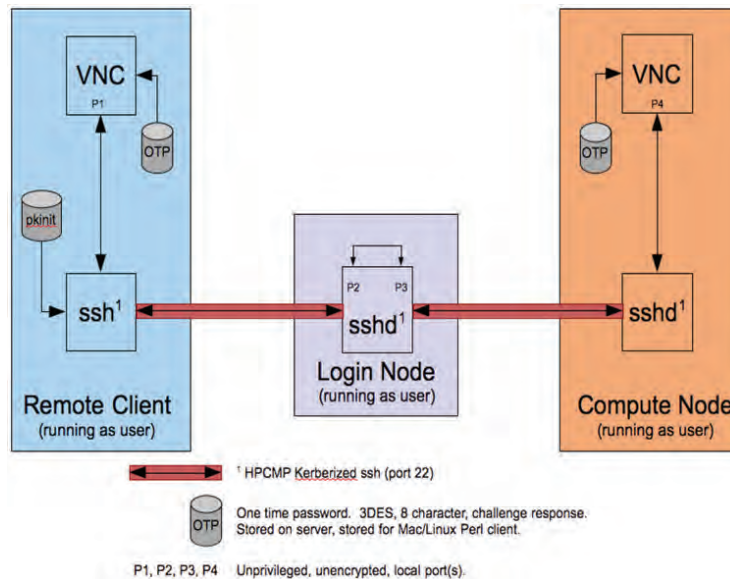 VNC
P1
OTP
pkinit
ssh¹
Remote Client
(running as user)
P2
P3
sshd¹
Login Node
(running as user)
VNC
P4
OTP
sshd¹
Compute Node
(running as user)
¹ HPCMP Kerberized ssh (port 22)
OTP
One time password. 3DES, 8 character, challenge response.
Stored on server, stored for Mac/Linux Perl client.
P1, P2, P3, P4 Unprivileged, unencrypted, local port(s).